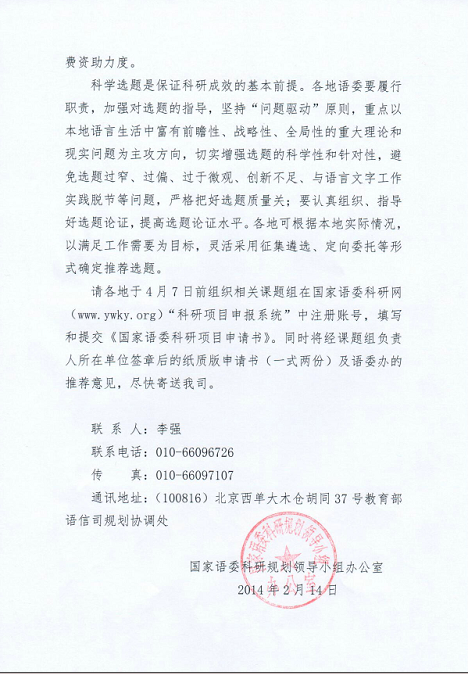 费资助力度。
科学选题是保证科研成效的基本前提。各地语委要履行
职责，加强对选题的指导，坚持“问题驱动”原则，重点以
本地语言生活中富有前瞻性、战略性、全局性的重大理论和
现实问题为主攻方向，切实增强选题的科学性和针对性，避
免选题过窄、过偏、过于微观、创新不足、与语言文字工作
实践脱节等问题，严格把好选题质量关；要认真组织、指导
好选题论证，提高选题论证水平。各地可根据本地实际情况，
以满足工作需要为目标，灵活采用征集遴选、定向委托等形
式确定推荐选题。
请各地于4月7日前组织相关课题组在国家语委科研网
（www.ywky.org）“科研项目申报系统”中注册账号，填写
和提交《国家语委科研项目申请书》。同时将经课题组负责
人所在单位签章后的纸质版申请书（一式两份）及语委办的
推荐意见，尽快寄送我司。
联 系 人：李强
联系电话：010-66096726
传　　真：010-66097107
通讯地址：（100816）北京西单大木仓胡同37号教育部
语信司规划协调处
国家语委科研规划领导小组办公室
2014年2月14日
国家语委科研规划领导小组
办公室